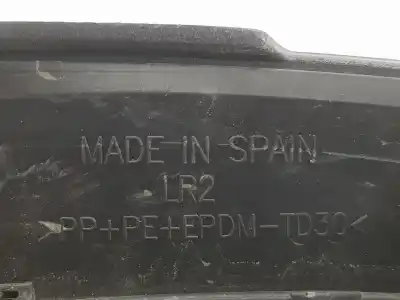 MADE IN SPAIN
LR2
>PP+PE+EPDM-TD30<